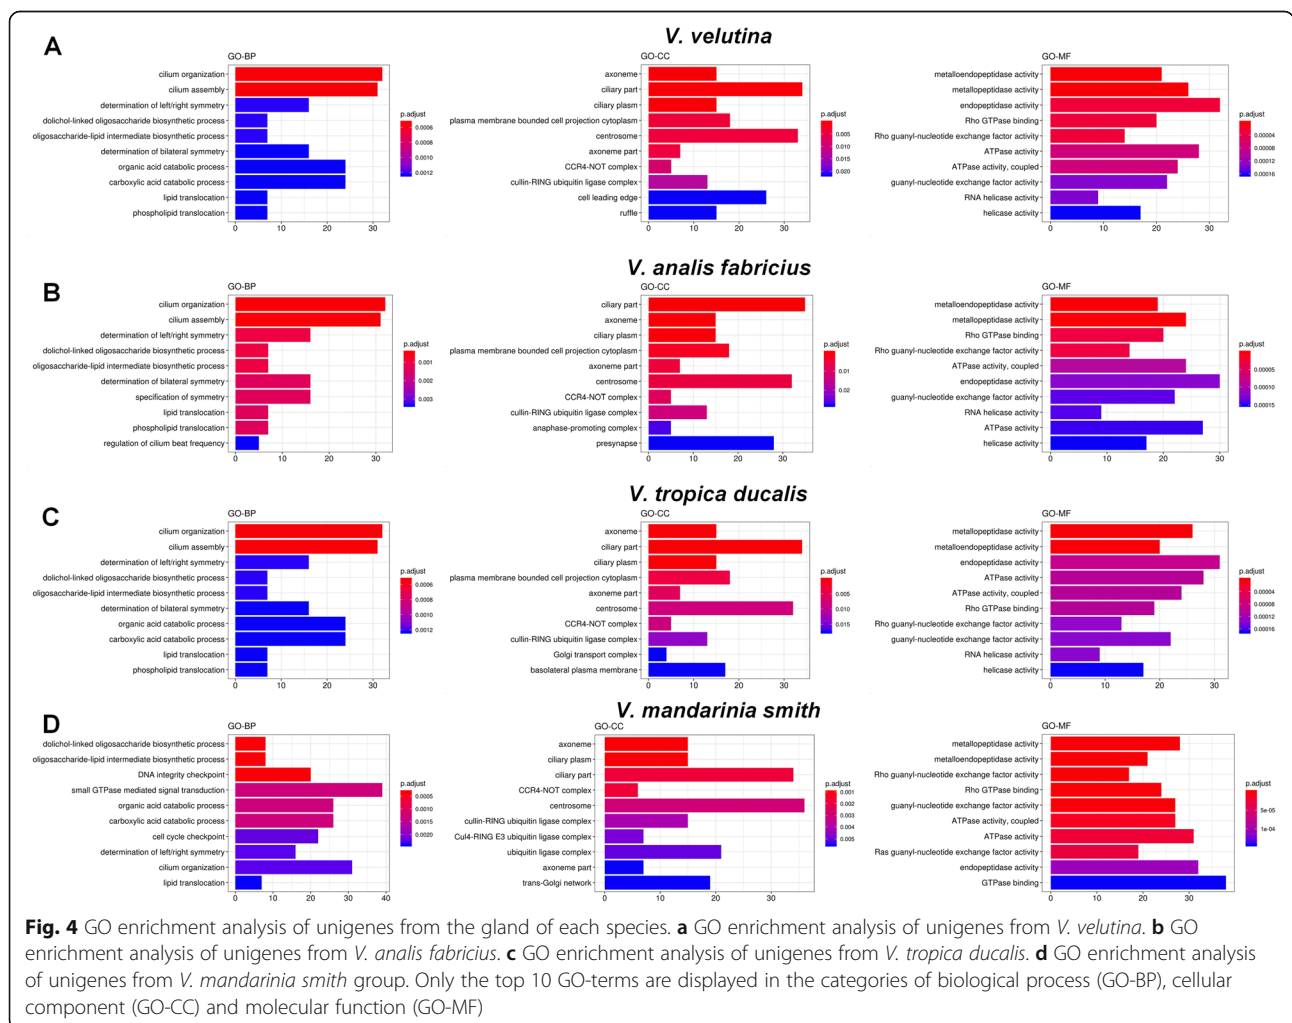 A
V. velutina
GO-BP
cilium organization
cilium assembly
determination of left/right symmetry
dolichol-linked oligosaccharide biosynthetic process
oligosaccharide-lipid intermediate biosynthetic process
determination of bilateral symmetry
organic acid catabolic process
carboxylic acid catabolic process
lipid translocation
phospholipid translocation
0 10 20 30
p.adjust
0.0006
0.0008
0.0010
0.0012
GO-CC
axoneme
ciliary part
ciliary plasm
plasma membrane bounded cell projection cytoplasm
centrosome
axoneme part
CCR4-NOT complex
cullin-RING ubiquitin ligase complex
cell leading edge
ruffle
0 10 20 30
p.adjust
0.005
0.010
0.015
0.020
GO-MF
metalloendopeptidase activity
metallopeptidase activity
endopeptidase activity
Rho GTPase binding
Rho guanyl-nucleotide exchange factor activity
ATPase activity
ATPase activity, coupled
guanyl-nucleotide exchange factor activity
RNA helicase activity
helicase activity
0 10 20 30
p.adjust
0.00004
0.00008
0.00012
0.00016
B
V. analis fabricius
GO-BP
cilium organization
cilium assembly
determination of left/right symmetry
dolichol-linked oligosaccharide biosynthetic process
oligosaccharide-lipid intermediate biosynthetic process
determination of bilateral symmetry
specification of symmetry
lipid translocation
phospholipid translocation
regulation of cilium beat frequency
0 10 20 30
p.adjust
0.001
0.002
0.003
GO-CC
ciliary part
axoneme
ciliary plasm
plasma membrane bounded cell projection cytoplasm
axoneme part
centrosome
CCR4-NOT complex
cullin-RING ubiquitin ligase complex
anaphase-promoting complex
presynapse
0 10 20 30
p.adjust
0.01
0.02
GO-MF
metalloendopeptidase activity
metallopeptidase activity
Rho GTPase binding
Rho guanyl-nucleotide exchange factor activity
ATPase activity, coupled
endopeptidase activity
guanyl-nucleotide exchange factor activity
RNA helicase activity
ATPase activity
helicase activity
0 10 20 30
p.adjust
0.00005
0.00010
0.00015
C
V. tropica ducalis
GO-BP
cilium organization
cilium assembly
determination of left/right symmetry
dolichol-linked oligosaccharide biosynthetic process
oligosaccharide-lipid intermediate biosynthetic process
determination of bilateral symmetry
organic acid catabolic process
carboxylic acid catabolic process
lipid translocation
phospholipid translocation
0 10 20 30
p.adjust
0.0006
0.0008
0.0010
0.0012
GO-CC
axoneme
ciliary part
ciliary plasm
plasma membrane bounded cell projection cytoplasm
axoneme part
centrosome
CCR4-NOT complex
cullin-RING ubiquitin ligase complex
Golgi transport complex
basolateral plasma membrane
0 10 20 30
p.adjust
0.005
0.010
0.015
GO-MF
metallopeptidase activity
metalloendopeptidase activity
endopeptidase activity
ATPase activity
ATPase activity, coupled
Rho GTPase binding
Rho guanyl-nucleotide exchange factor activity
guanyl-nucleotide exchange factor activity
RNA helicase activity
helicase activity
0 10 20 30
p.adjust
0.00004
0.00008
0.00012
0.00016
D
V. mandarinia smith
GO-BP
dolichol-linked oligosaccharide biosynthetic process
oligosaccharide-lipid intermediate biosynthetic process
DNA integrity checkpoint
small GTPase mediated signal transduction
organic acid catabolic process
carboxylic acid catabolic process
cell cycle checkpoint
determination of left/right symmetry
cilium organization
lipid translocation
0 10 20 30 40
p.adjust
0.0005
0.0010
0.0015
0.0020
GO-CC
axoneme
ciliary plasm
ciliary part
CCR4-NOT complex
centrosome
cullin-RING ubiquitin ligase complex
Cul4-RING E3 ubiquitin ligase complex
ubiquitin ligase complex
axoneme part
trans-Golgi network
0 10 20 30
p.adjust
0.001
0.002
0.003
0.004
0.005
GO-MF
metallopeptidase activity
metalloendopeptidase activity
Rho guanyl-nucleotide exchange factor activity
Rho GTPase binding
guanyl-nucleotide exchange factor activity
ATPase activity, coupled
ATPase activity
Ras guanyl-nucleotide exchange factor activity
endopeptidase activity
GTPase binding
0 10 20 30
p.adjust
5e-05
1e-04
Fig. 4 GO enrichment analysis of unigenes from the gland of each species. a GO enrichment analysis of unigenes from V. velutina. b GO
enrichment analysis of unigenes from V. analis fabricius. c GO enrichment analysis of unigenes from V. tropica ducalis. d GO enrichment analysis
of unigenes from V. mandarinia smith group. Only the top 10 GO-terms are displayed in the categories of biological process (GO-BP), cellular
component (GO-CC) and molecular function (GO-MF)